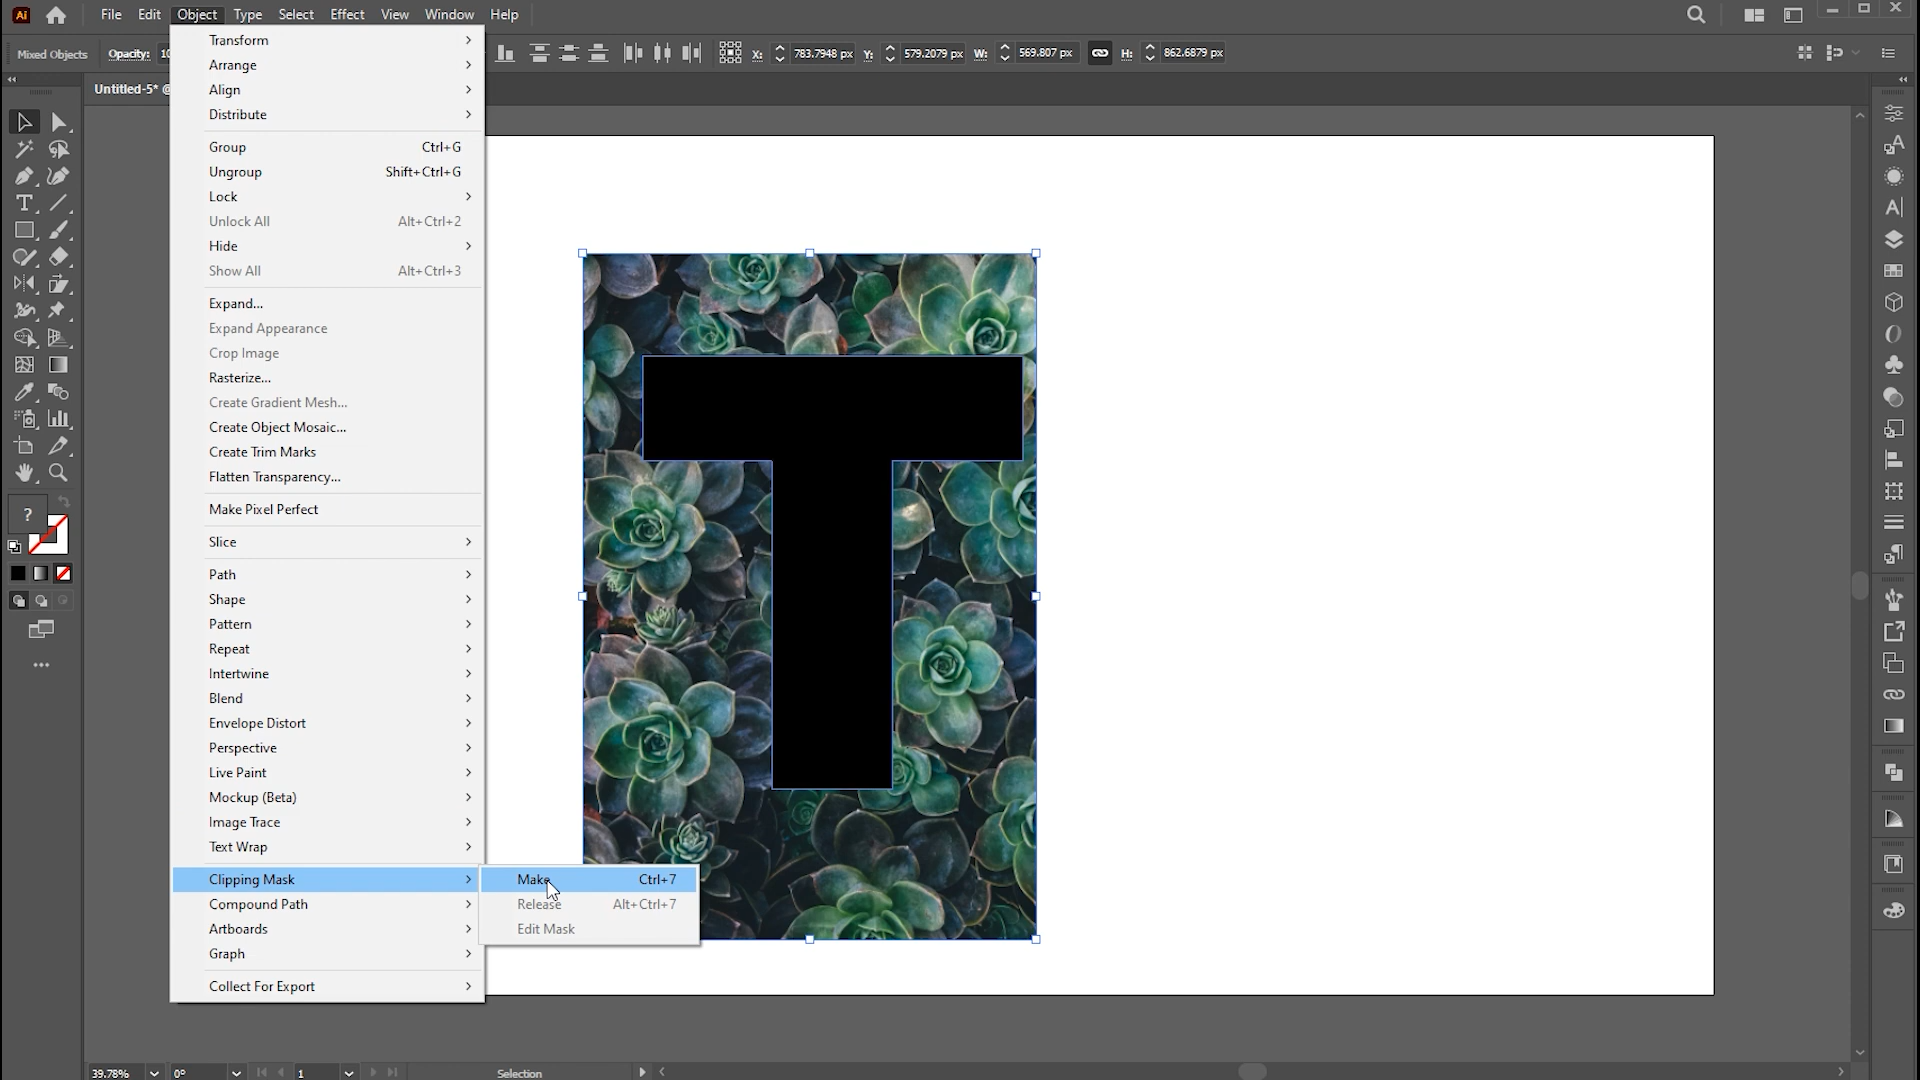 Ai File Edit Object Type Select Effect View Window Help
Mixed Objects Opacity: 10 X: 783.7948 px Y: 579.2079 px W: 569.807 px H: 862.6879 px
Untitled-5* @
Transform
Arrange
Align
Distribute
Group Ctrl+G
Ungroup Shift+Ctrl+G
Lock
Unlock All Alt+Ctrl+2
Hide
Show All Alt+Ctrl+3
Expand...
Expand Appearance
Crop Image
Rasterize...
Create Gradient Mesh...
Create Object Mosaic...
Create Trim Marks
Flatten Transparency...
Make Pixel Perfect
Slice
Path
Shape
Pattern
Repeat
Intertwine
Blend
Envelope Distort
Perspective
Live Paint
Mockup (Beta)
Image Trace
Text Wrap
Clipping Mask
Compound Path
Artboards
Graph
Collect For Export
Make Ctrl+7
Release Alt+Ctrl+7
Edit Mask
T
?
39.78% 0° 1 Selection